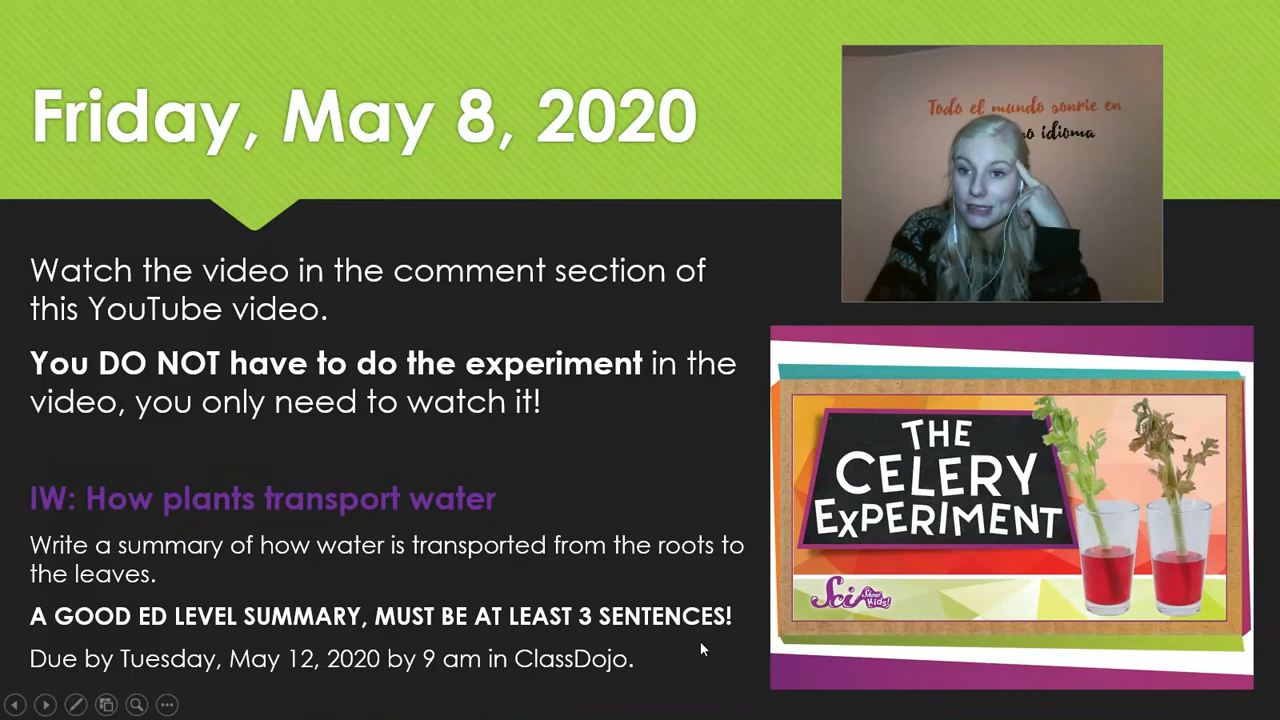 Friday, May 8, 2020
Todo el mundo sonríe en
idioma
Watch the video in the comment section of
this YouTube video.
You DO NOT have to do the experiment in the
video, you only need to watch it!
IW: How plants transport water
Write a summary of how water is transported from the roots to
the leaves.
A GOOD ED LEVEL SUMMARY, MUST BE AT LEAST 3 SENTENCES!
Due by Tuesday, May 12, 2020 by 9 am in ClassDojo.
THE
CELERY
EXPERIMENT
Sci Show
Kids!